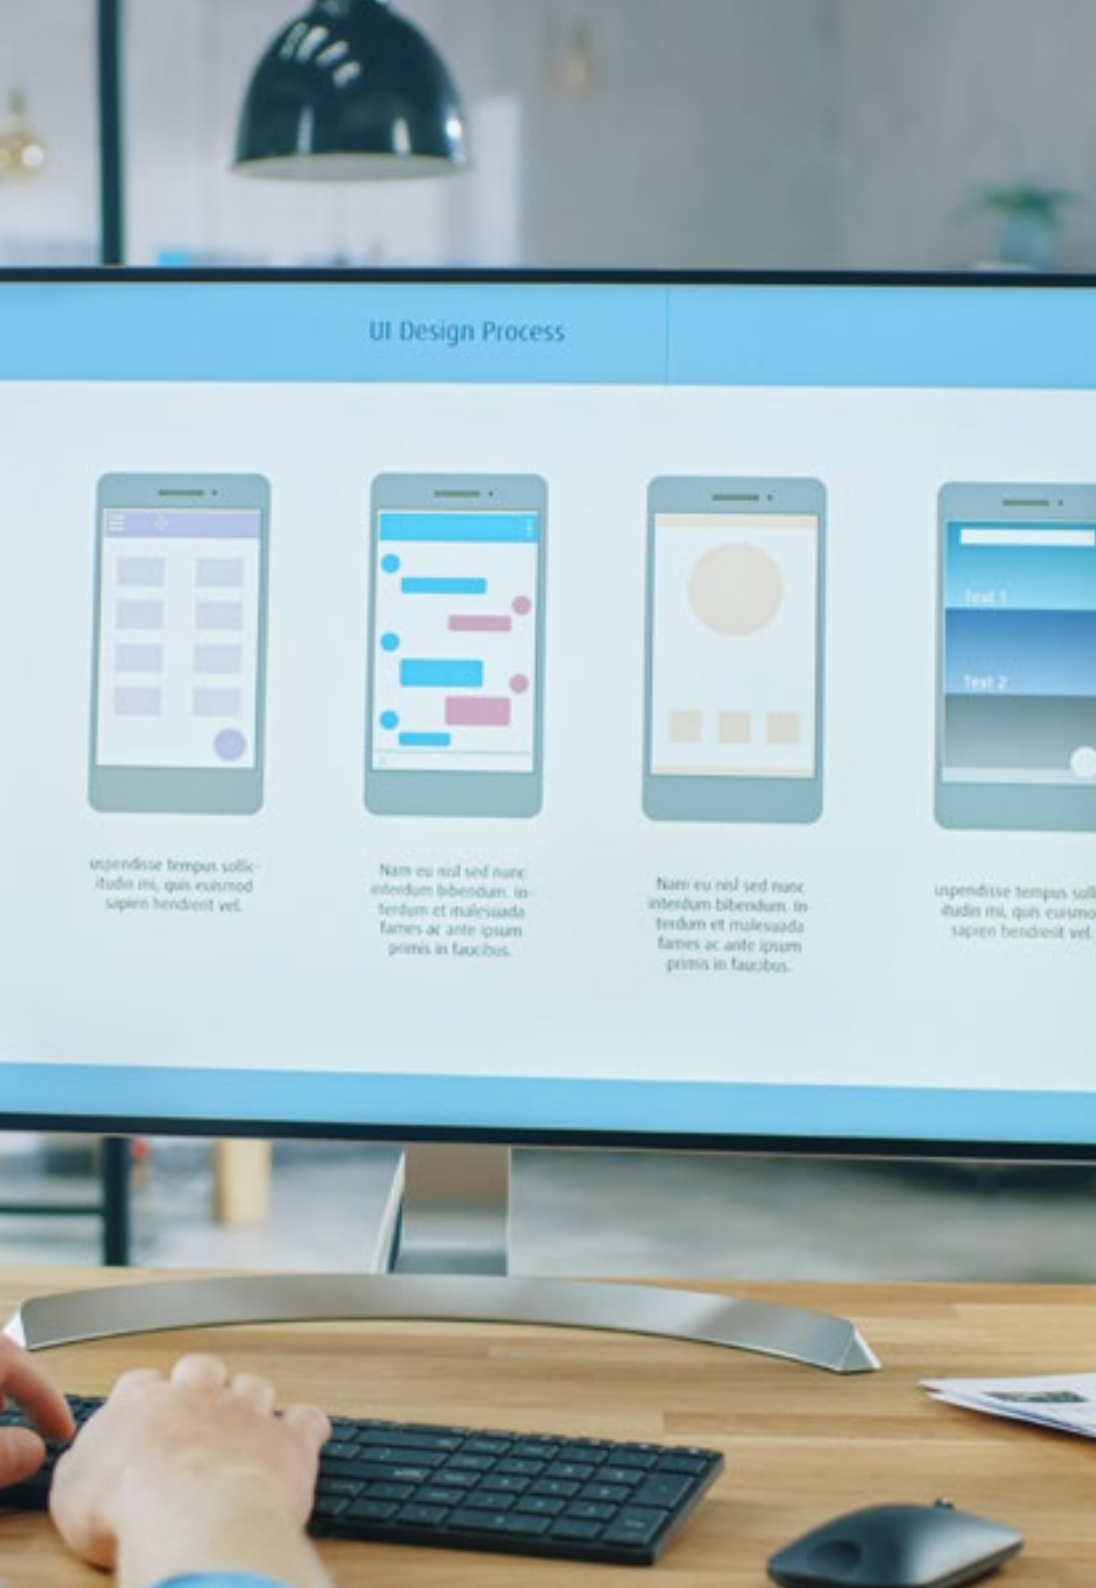 UI Design Process
Text 1
Text 2
uspendisse tempus sollic-
itudin mi, quis euismod
sapien hendrerit vel.
Nam eu nisl sed nunc
interdum bibendum. In-
terdum et malesuada
fames ac ante ipsum
primis in faucibus.
Nam eu nisl sed nunc
interdum bibendum. In-
terdum et malesuada
fames ac ante ipsum
primis in faucibus.
uspendisse tempus soll
itudin mi, quis euismo
sapien hendrerit vel.